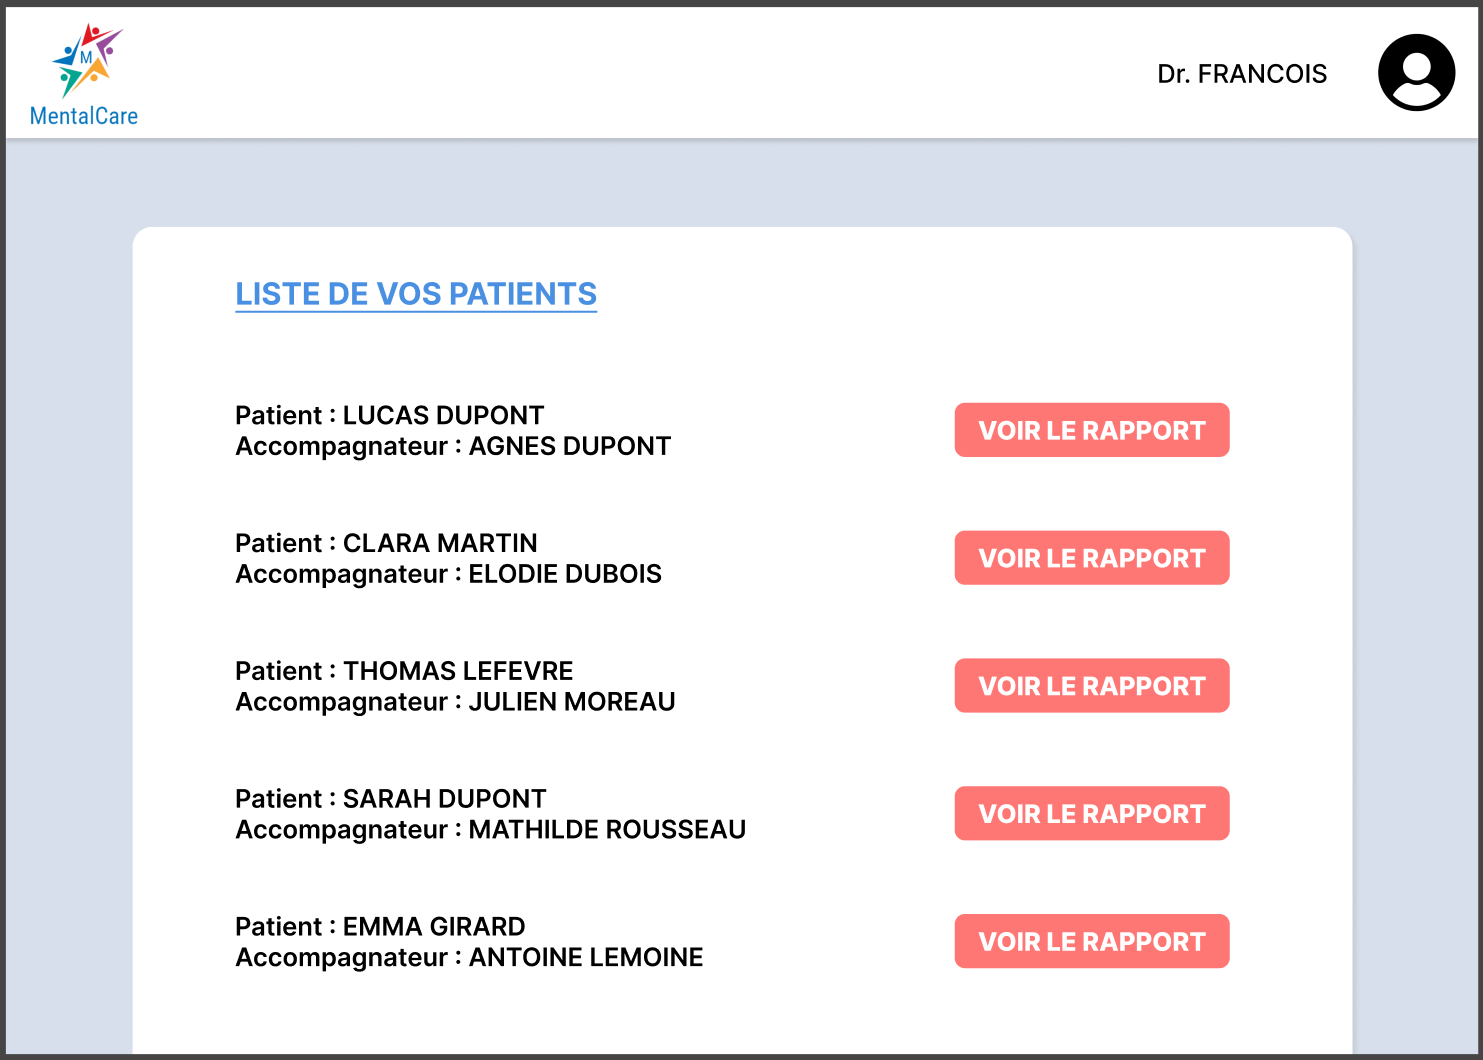 M
MentalCare
Dr. FRANCOIS
LISTE DE VOS PATIENTS
Patient : LUCAS DUPONT
Accompagnateur : AGNES DUPONT
VOIR LE RAPPORT
Patient : CLARA MARTIN
Accompagnateur : ELODIE DUBOIS
VOIR LE RAPPORT
Patient : THOMAS LEFEVRE
Accompagnateur : JULIEN MOREAU
VOIR LE RAPPORT
Patient : SARAH DUPONT
Accompagnateur : MATHILDE ROUSSEAU
VOIR LE RAPPORT
Patient : EMMA GIRARD
Accompagnateur : ANTOINE LEMOINE
VOIR LE RAPPORT